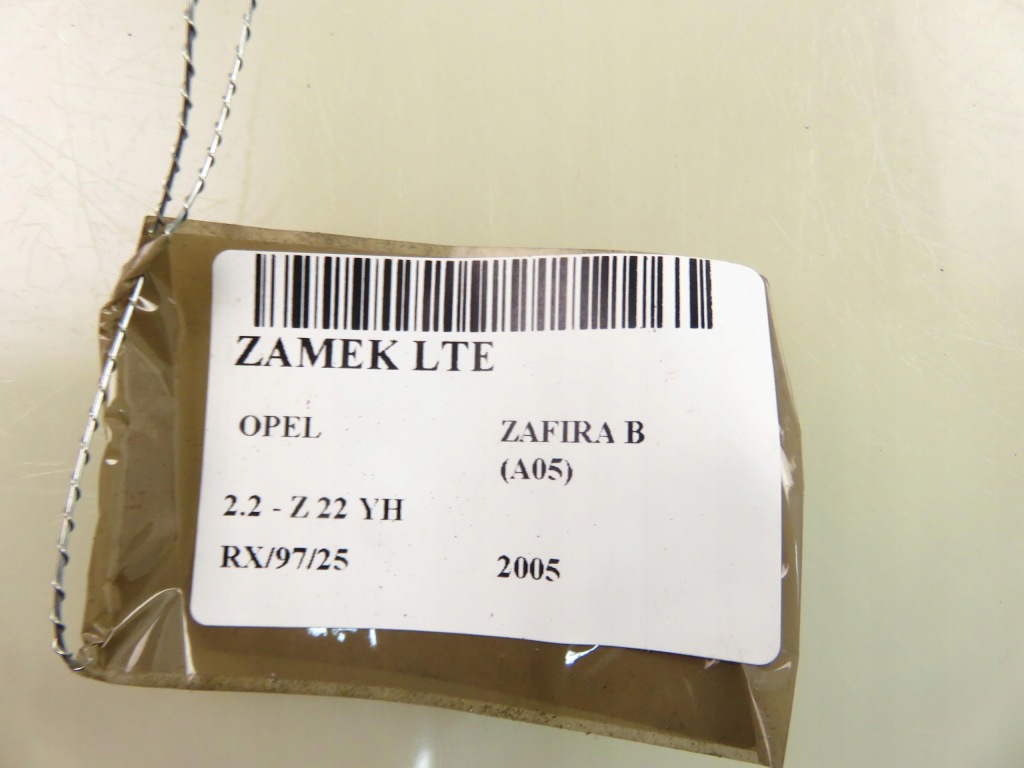 ZAMEK LTE
OPEL ZAFIRA B
(A05)
2.2 - Z 22 YH
RX/97/25 2005